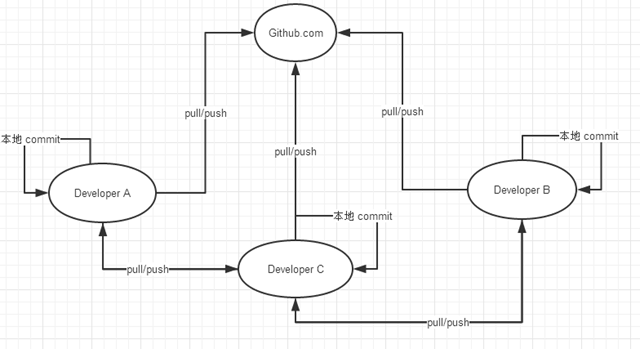 Github.com
pull/push
pull/push
本地 commit
本地 commit
pull/push
Developer A
Developer B
本地 commit
pull/push
Developer C
pull/push